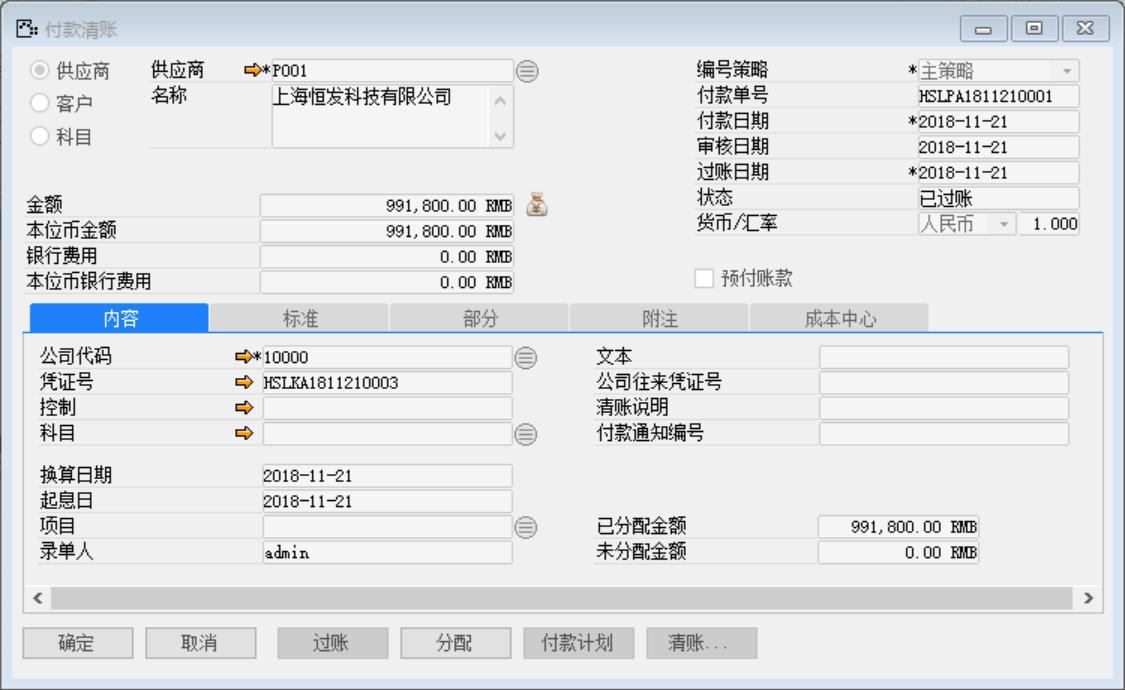 付款清账
供应商
客户
科目
供应商 *P001
名称 上海恒发科技有限公司
编号策略 *主策略
付款单号 HSLPA1811210001
付款日期 *2018-11-21
审核日期 2018-11-21
过账日期 *2018-11-21
状态 已过账
货币/汇率 人民币 1.000
金额 991,800.00 RMB
本位币金额 991,800.00 RMB
银行费用 0.00 RMB
本位币银行费用 0.00 RMB
预付账款
内容 标准 部分 附注 成本中心
公司代码 *10000
凭证号 HSLKA1811210003
控制
科目
文本
公司往来凭证号
清账说明
付款通知编号
换算日期 2018-11-21
起息日 2018-11-21
项目
录单人 admin
已分配金额 991,800.00 RMB
未分配金额 0.00 RMB
确定 取消 过账 分配 付款计划 清账...